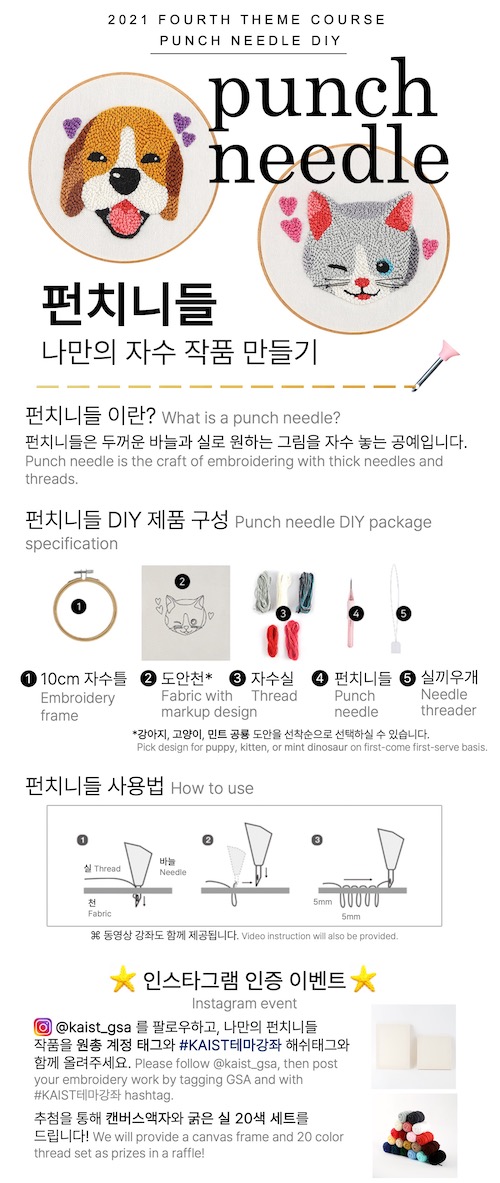 2021 FOURTH THEME COURSE
PUNCH NEEDLE DIY
punch
needle
펀치니들
나만의 자수 작품 만들기
펀치니들 이란? What is a punch needle?
펀치니들은 두꺼운 바늘과 실로 원하는 그림을 자수 놓는 공예입니다.
Punch needle is the craft of embroidering with thick needles and
threads.
펀치니들 DIY 제품 구성 Punch needle DIY package
specification
1
2
3
4
5
1 10cm 자수틀 2 도안천* 3 자수실 4 펀치니들 5 실끼우개
Embroidery Fabric with Thread Punch Needle
frame markup design needle threader
*강아지, 고양이, 민트 공룡 도안을 선착순으로 선택하실 수 있습니다.
Pick design for puppy, kitten, or mint dinosaur on first-come first-serve basis.
펀치니들 사용법 How to use
1 2 3
실 Thread 바늘
Needle
천
Fabric
5mm
5mm
⌘ 동영상 강좌도 함께 제공됩니다. Video instruction will also be provided.
인스타그램 인증 이벤트
Instagram event
@kaist_gsa 를 팔로우하고, 나만의 펀치니들
작품을 원총 계정 태그와 #KAIST테마강좌 해쉬태그와
함께 올려주세요. Please follow @kaist_gsa, then post
your embroidery work by tagging GSA and with
#KAIST테마강좌 hashtag.
추첨을 통해 캔버스액자와 굵은 실 20색 세트를
드립니다! We will provide a canvas frame and 20 color
thread set as prizes in a raffle!